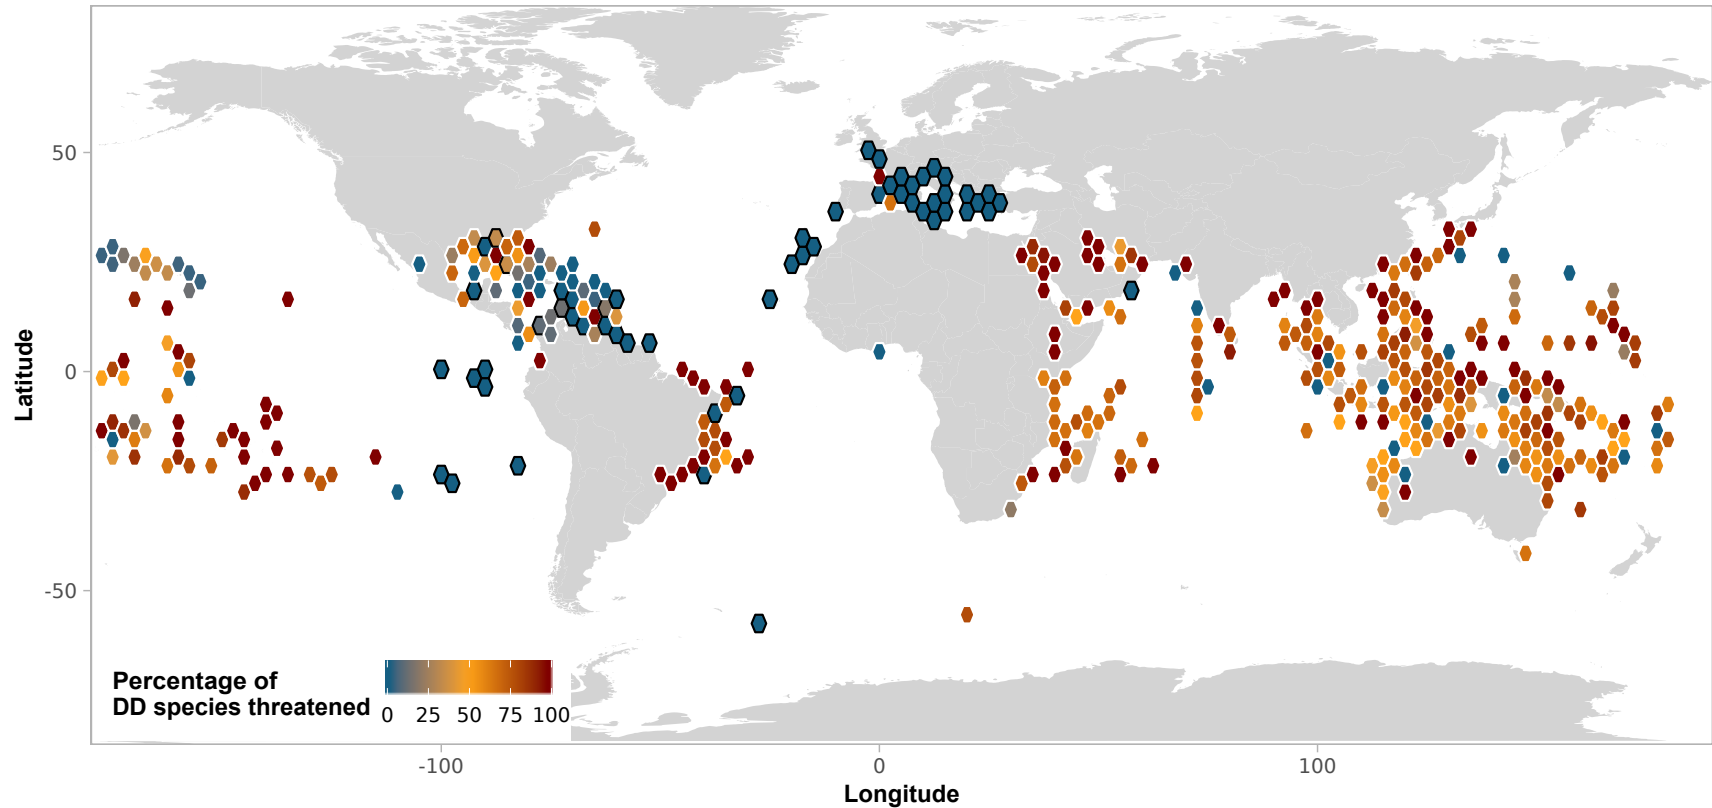 50
0
-50
Latitude
Percentage of
DD species threatened
0 25 50 75 100
-100 0 100
Longitude